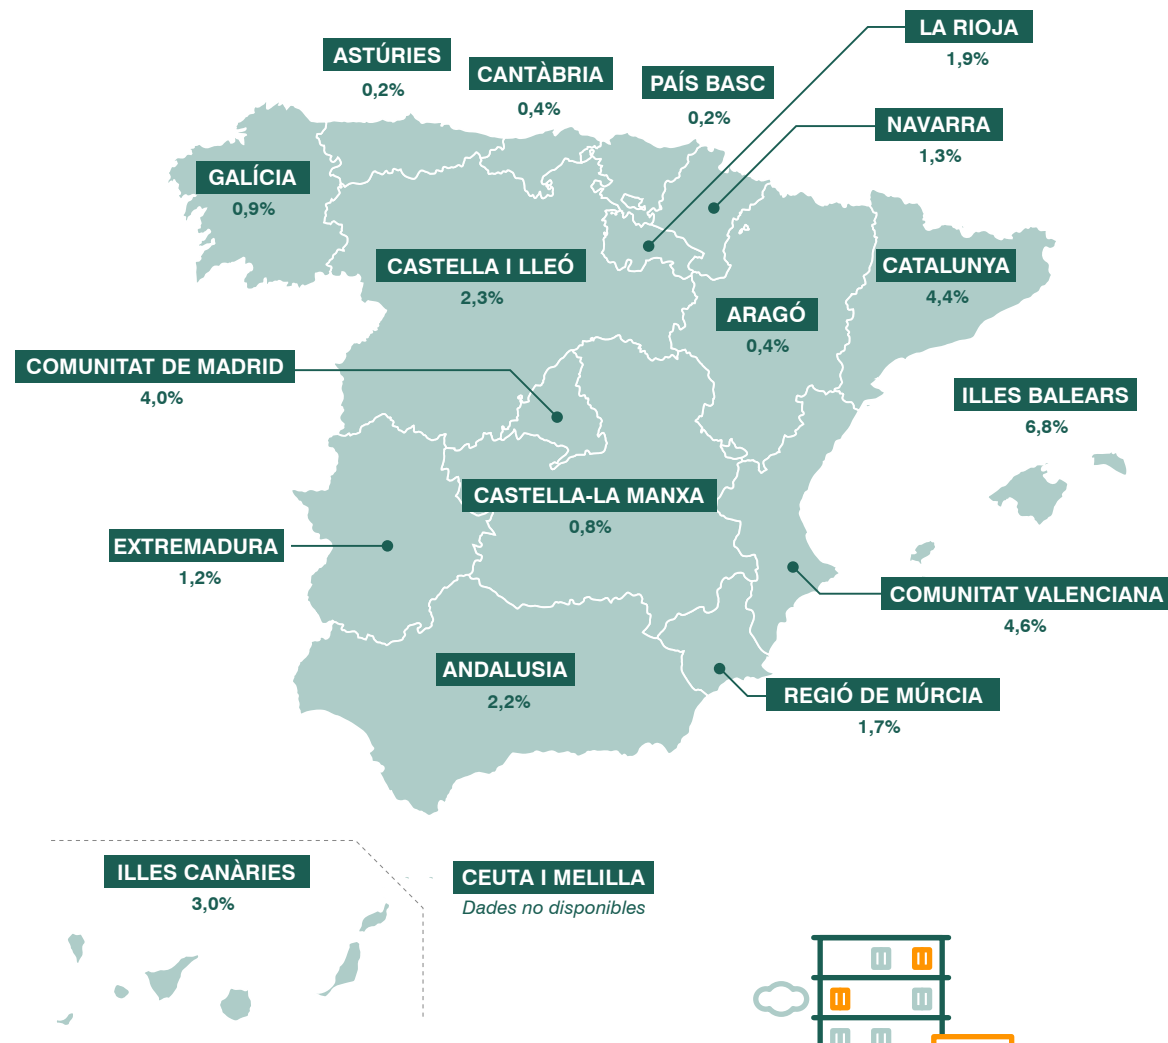 LA RIOJA
1,9%
ASTÚRIES
0,2%
CANTÀBRIA
0,4%
PAÍS BASC
0,2%
NAVARRA
1,3%
GALÍCIA
0,9%
CASTELLA I LLEÓ
2,3%
CATALUNYA
4,4%
ARAGÓ
0,4%
COMUNITAT DE MADRID
4,0%
ILLES BALEARS
6,8%
CASTELLA-LA MANXA
0,8%
EXTREMADURA
1,2%
COMUNITAT VALENCIANA
4,6%
ANDALUSIA
2,2%
REGIÓ DE MÚRCIA
1,7%
ILLES CANÀRIES
3,0%
CEUTA I MELILLA
Dades no disponibles